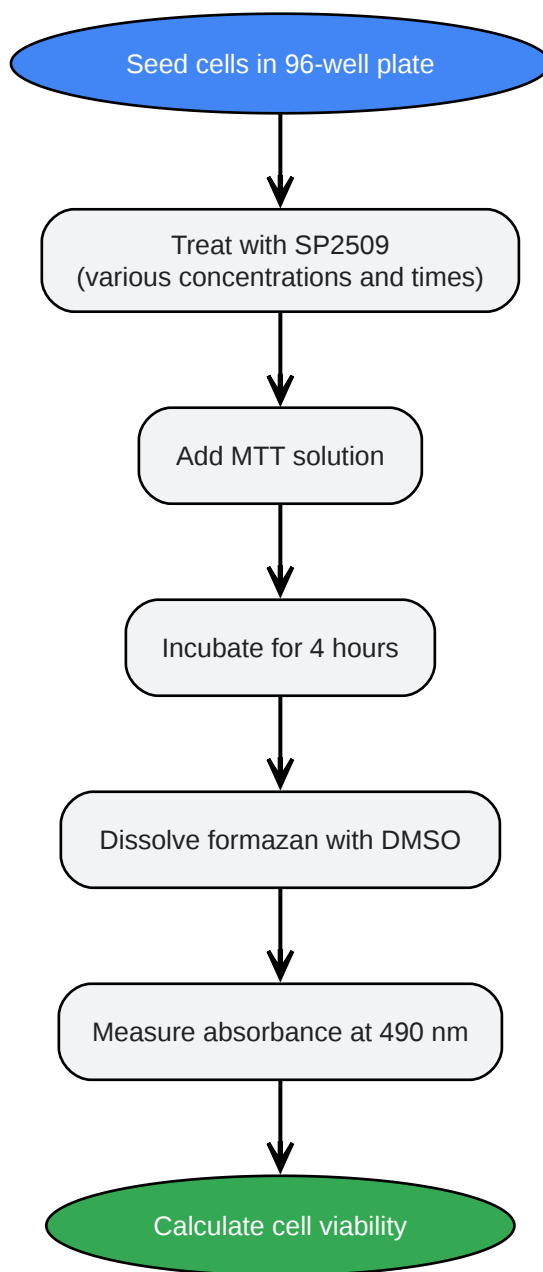 Seed cells in 96-well plate
Treat with SP2509
(various concentrations and times)
Add MTT solution
Incubate for 4 hours
Dissolve formazan with DMSO
Measure absorbance at 490 nm
Calculate cell viability